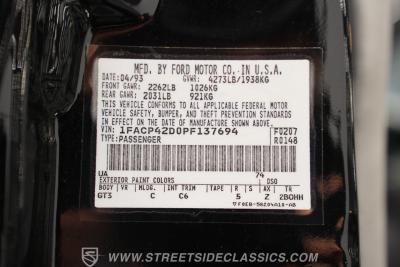 MFD. BY FORD MOTOR CO. IN U.S.A.
DATE: 04/93 GVWR: 4273LB/1938KG
FRONT GAWR: 2262LB 1026KG
REAR GAWR: 2031LB 921KG
THIS VEHICLE CONFORMS TO ALL APPLICABLE FEDERAL MOTOR
VEHICLE SAFETY, BUMPER, AND THEFT PREVENTION STANDARDS
IN EFFECT ON THE DATE OF MANUFACTURE SHOWN ABOVE.
VIN: 1FACP42D0PF137694 F0207
TYPE: PASSENGER R0148
UA 74
EXTERIOR PAINT COLORS DSO
BODY VR MLDG. INT TRIM TAPE R S AX TR
GT3 C C6 5 Z 2BOHH
STREETSIDECLASSICS.COM